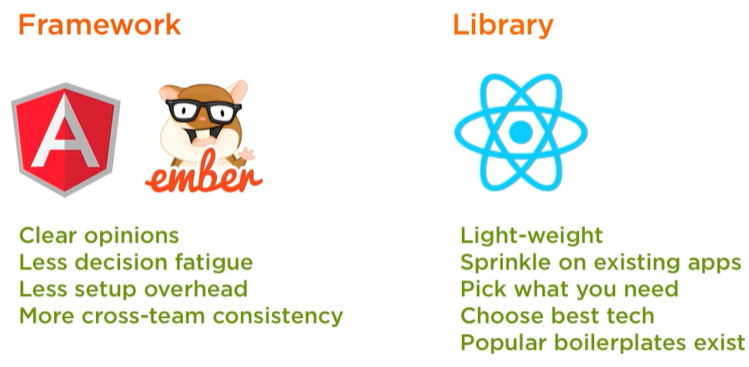 Framework
Library
A
ember
Clear opinions
Less decision fatigue
Less setup overhead
More cross-team consistency
Light-weight
Sprinkle on existing apps
Pick what you need
Choose best tech
Popular boilerplates exist